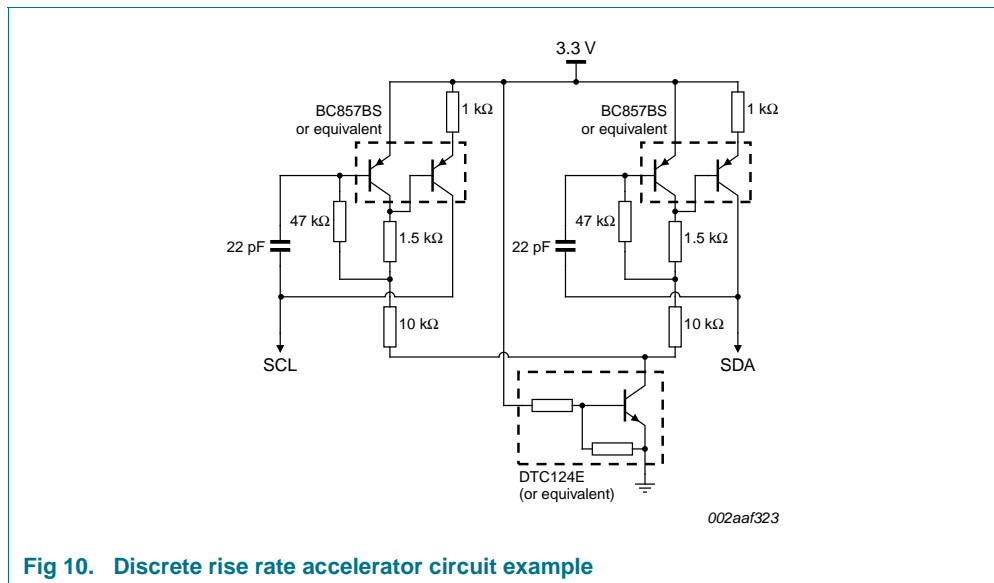 3.3 V
BC857BS
or equivalent
1 kΩ
BC857BS
or equivalent
1 kΩ
47 kΩ
1.5 kΩ
22 pF
47 kΩ
1.5 kΩ
22 pF
10 kΩ
10 kΩ
SCL
SDA
DTC124E
(or equivalent)
002aaf323
Fig 10. Discrete rise rate accelerator circuit example